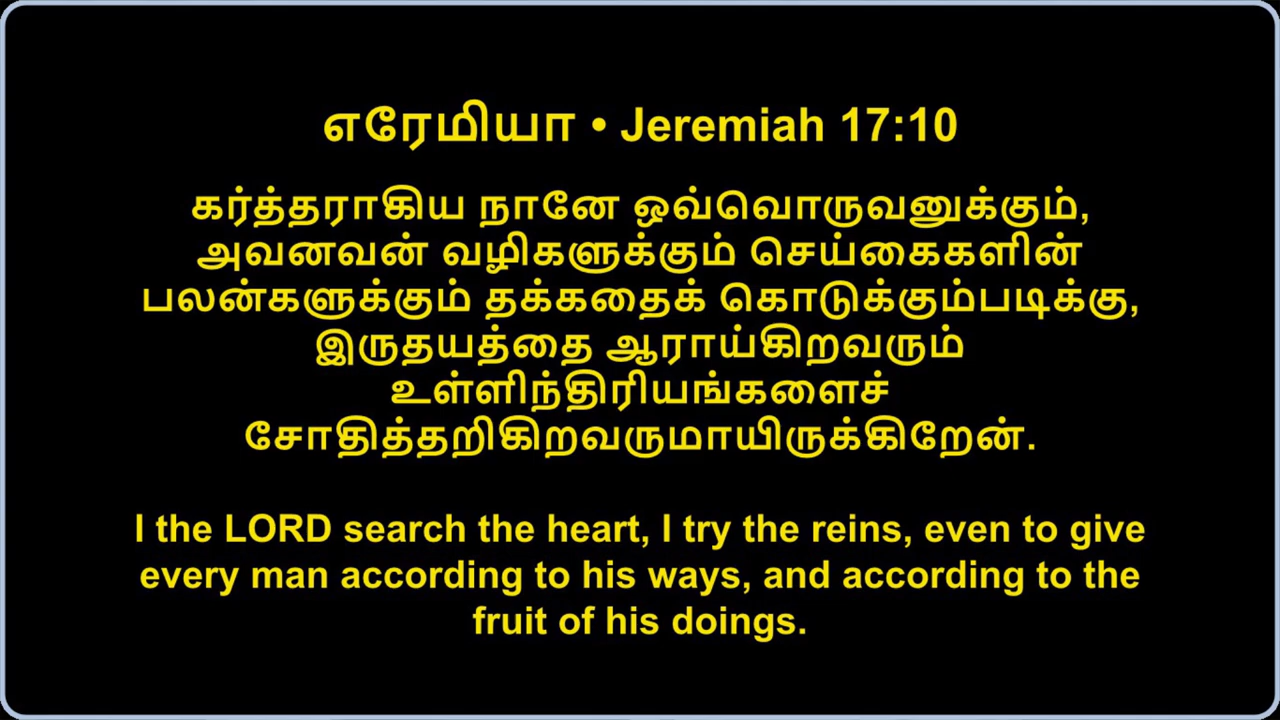 எரேமியா • Jeremiah 17:10
கர்த்தராகிய நானே ஒவ்வொருவனுக்கும்,
அவனவன் வழிகளுக்கும் செய்கைகளின்
பலன்களுக்கும் தக்கதைக் கொடுக்கும்படிக்கு,
இருதயத்தை ஆராய்கிறவரும்
உள்ளிந்திரியங்களைச்
சோதித்தறிகிறவருமாயிருக்கிறேன்.
I the LORD search the heart, I try the reins, even to give
every man according to his ways, and according to the
fruit of his doings.